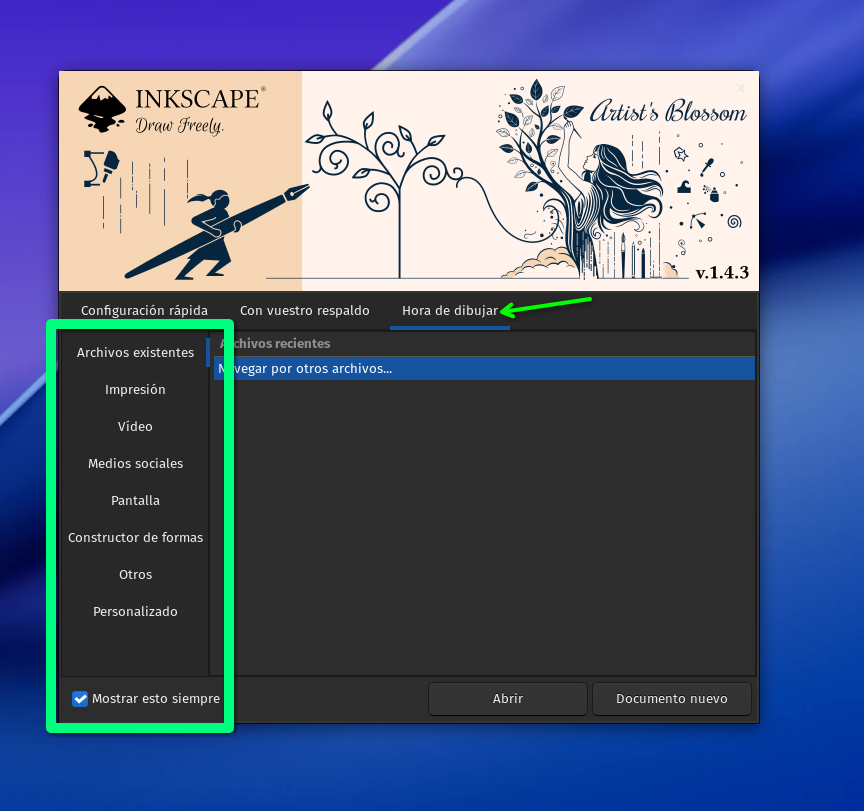 INKSCAPE®
Draw Freely.
Artist's Blossom
v.1.4.3
Configuración rápida
Con vuestro respaldo
Hora de dibujar
Archivos existentes
Impresión
Vídeo
Medios sociales
Pantalla
Constructor de formas
Otros
Personalizado
Archivos recientes
Navegar por otros archivos...
Mostrar esto siempre
Abrir
Documento nuevo